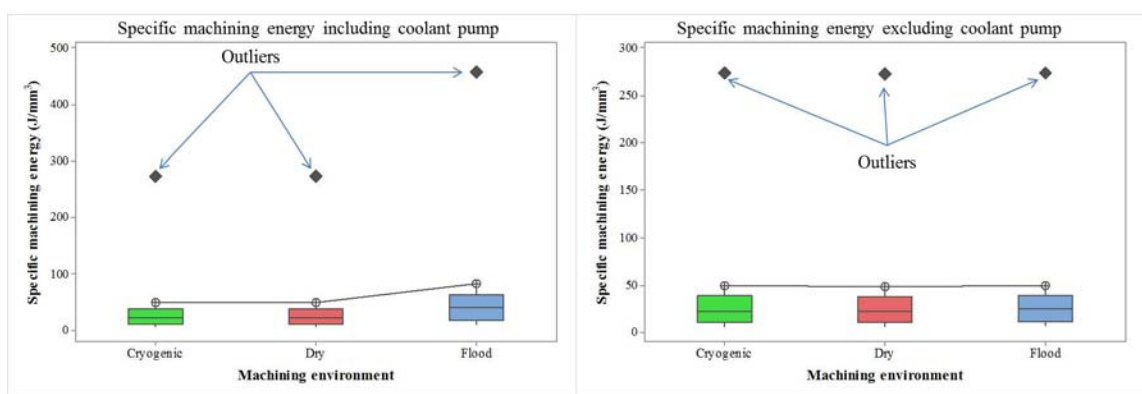 Specific machining energy including coolant pump
500
400
300
200
100
0
Specific machining energy (J/mm³)
Outliers
Cryogenic
Dry
Flood
Machining environment
Specific machining energy excluding coolant pump
300
250
200
150
100
50
0
Specific machining energy (J/mm³)
Outliers
Cryogenic
Dry
Flood
Machining environment